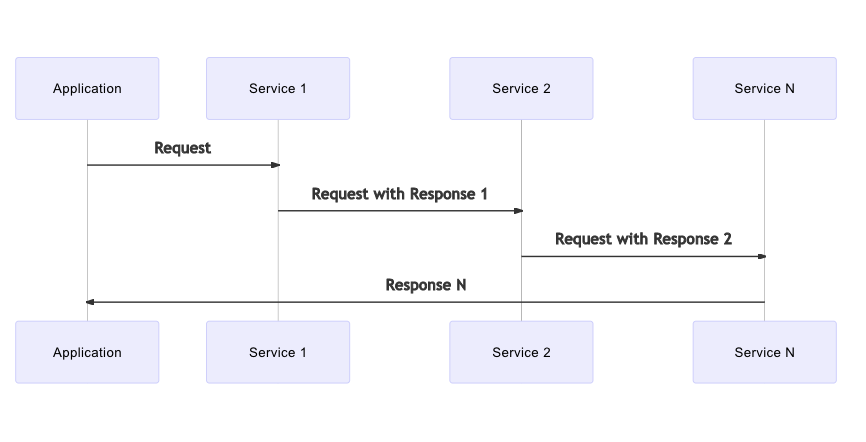 Application
Service 1
Service 2
Service N
Request
Request with Response 1
Request with Response 2
Response N
Application
Service 1
Service 2
Service N